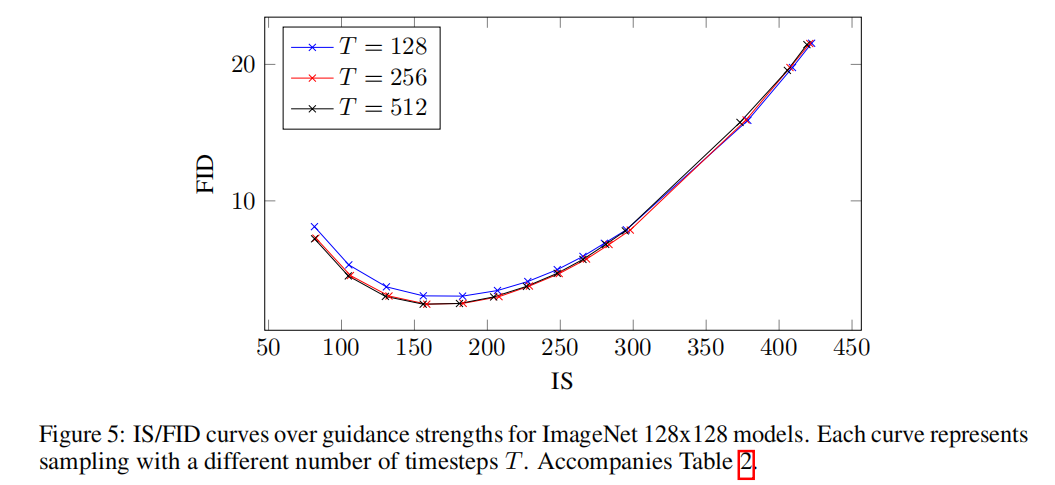 T = 128
T = 256
T = 512
20
10
FID
50 100 150 200 250 300 350 400 450
IS
Figure 5: IS/FID curves over guidance strengths for ImageNet 128x128 models. Each curve represents
sampling with a different number of timesteps T. Accompanies Table 2.